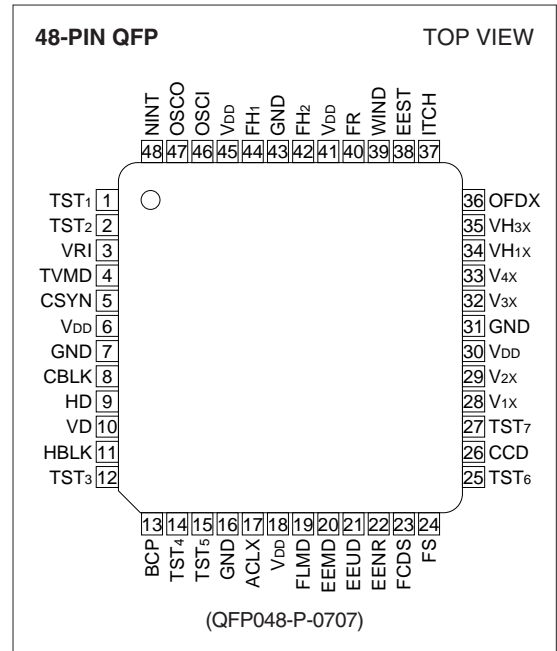 48-PIN QFP TOP VIEW
NINT OSCO OSCI VDD FH1 GND FH2 VDD FR WIND EEST ITCH
48 47 46 45 44 43 42 41 40 39 38 37
TST1 1 36 OFDX
TST2 2 35 VH3X
VRI 3 34 VH1X
TVMD 4 33 V4X
CSYN 5 32 V3X
VDD 6 31 GND
GND 7 30 VDD
CBLK 8 29 V2X
HD 9 28 V1X
VD 10 27 TST7
HBLK 11 26 CCD
TST3 12 25 TST6
13 14 15 16 17 18 19 20 21 22 23 24
BCP TST4 TST5 GND ACLX VDD FLMD EEMD EEUD EENR FCDS FS
(QFP048-P-0707)